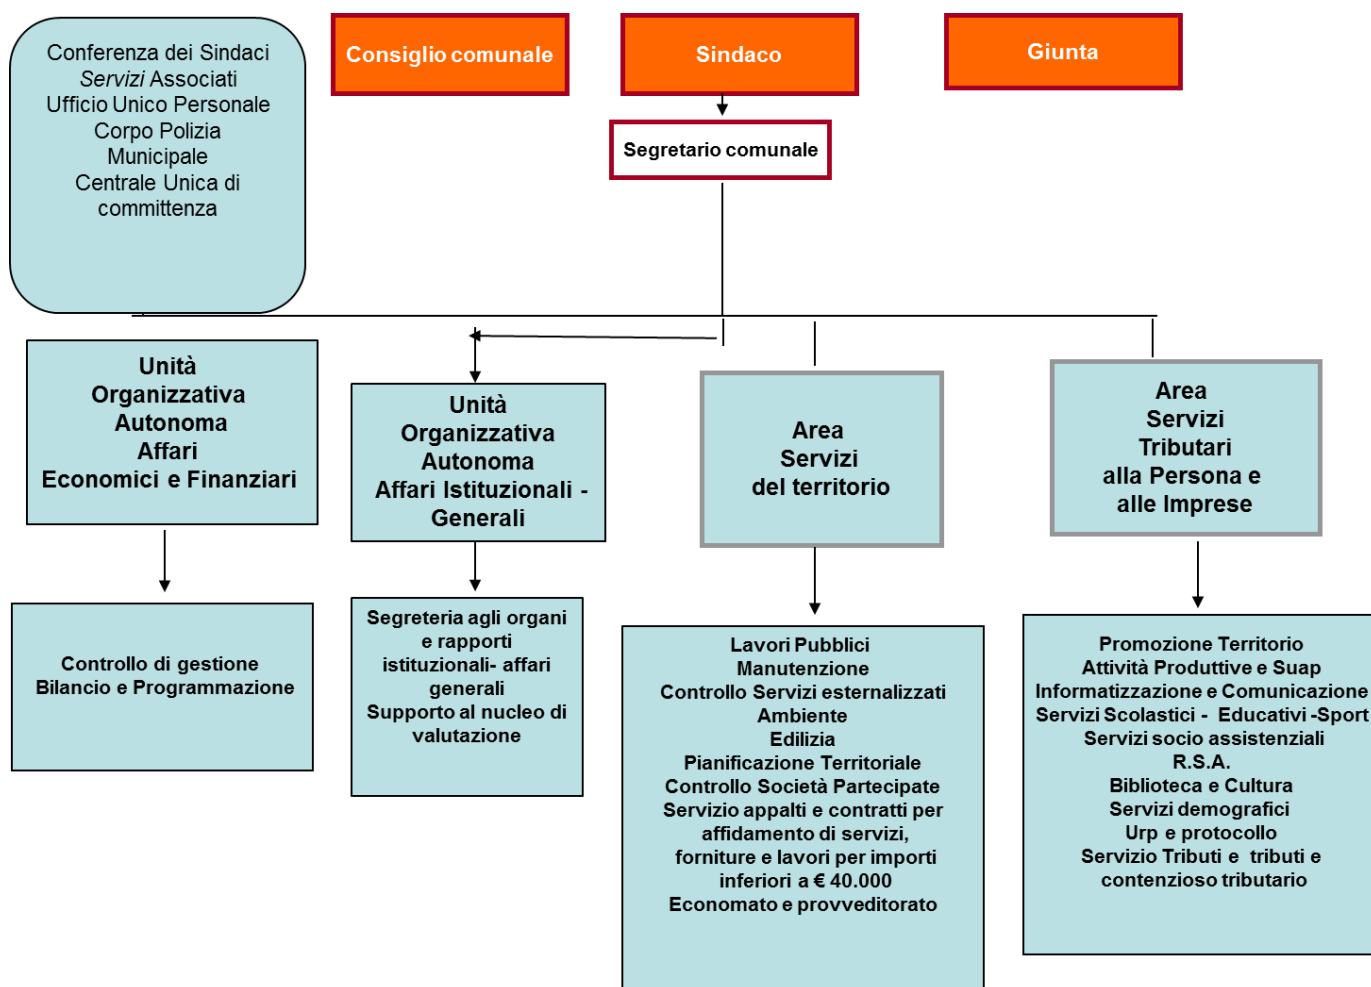 Conferenza dei Sindaci
Servizi Associati
Ufficio Unico Personale
Corpo Polizia
Municipale
Centrale Unica di
committenza
Consiglio comunale
Sindaco
Giunta
Segretario comunale
Unità
Organizzativa
Autonoma
Affari
Economici e Finanziari
Unità
Organizzativa
Autonoma
Affari Istituzionali -
Generali
Area
Servizi
del territorio
Area
Servizi
Tributari
alla Persona e
alle Imprese
Controllo di gestione
Bilancio e Programmazione
Segreteria agli organi
e rapporti
istituzionali- affari
generali
Supporto al nucleo di
valutazione
Lavori Pubblici
Manutenzione
Controllo Servizi esternalizzati
Ambiente
Edilizia
Pianificazione Territoriale
Controllo Società Partecipate
Servizio appalti e contratti per
affidamento di servizi,
forniture e lavori per importi
inferiori a € 40.000
Economato e provveditorato
Promozione Territorio
Attività Produttive e Suap
Informatizzazione e Comunicazione
Servizi Scolastici - Educativi -Sport
Servizi socio assistenziali
R.S.A.
Biblioteca e Cultura
Servizi demografici
Urp e protocollo
Servizio Tributi e tributi e
contenzioso tributario